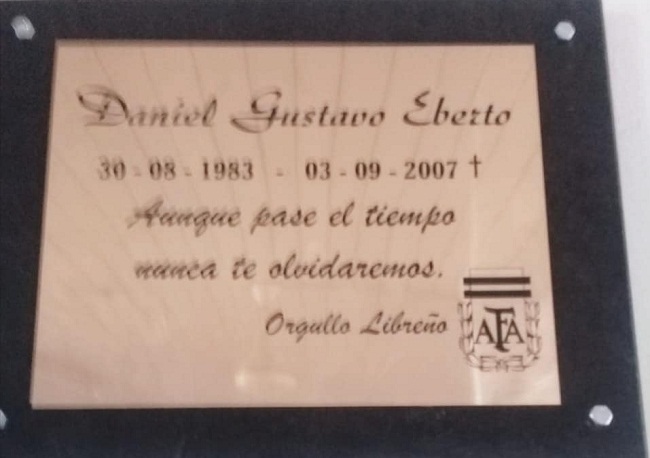 Daniel Gustavo Eberto
30 - 08 - 1983 - 03 - 09 - 2007 †
Aunque pase el tiempo
nunca te olvidaremos.
Orgullo Libreño
AFA